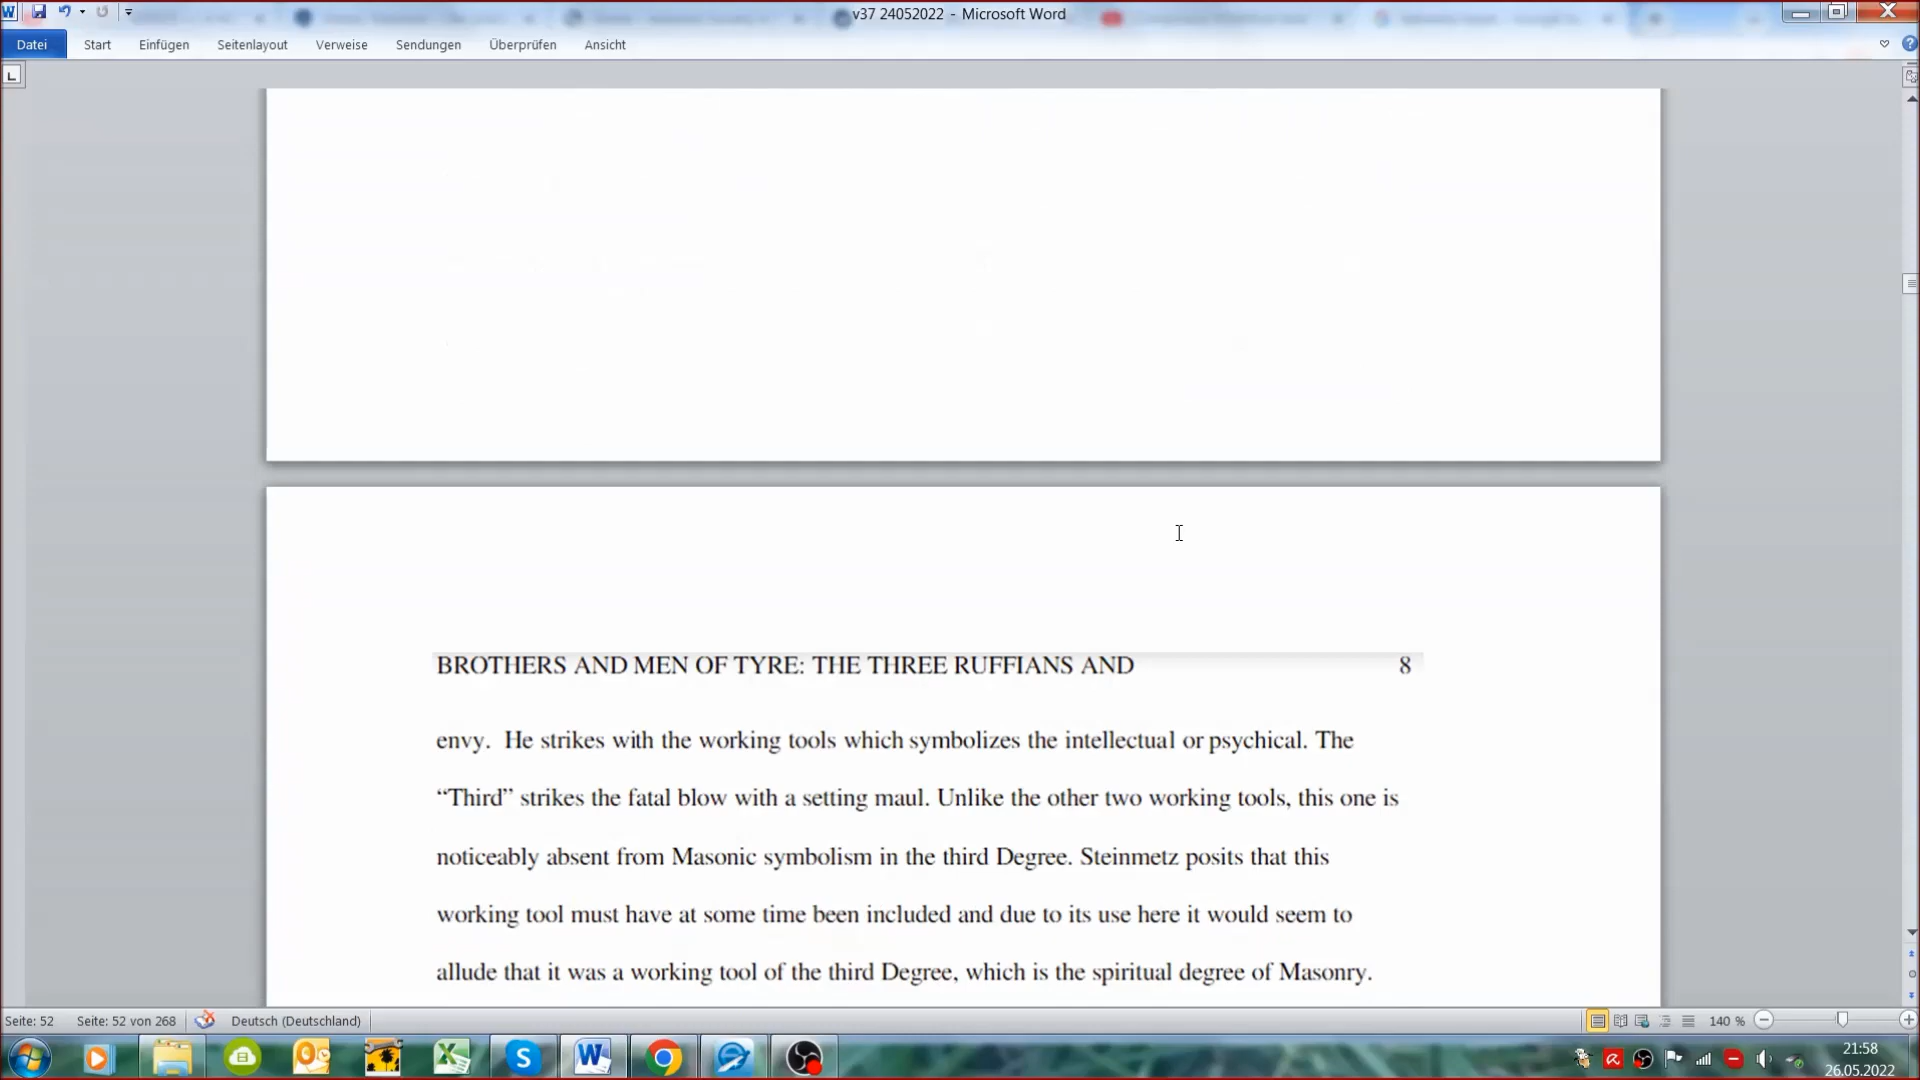 v37 24052022 - Microsoft Word
Datei Start Einfügen Seitenlayout Verweise Sendungen Überprüfen Ansicht
BROTHERS AND MEN OF TYRE: THE THREE RUFFIANS AND 8
envy. He strikes with the working tools which symbolizes the intellectual or psychical. The
“Third” strikes the fatal blow with a setting maul. Unlike the other two working tools, this one is
noticeably absent from Masonic symbolism in the third Degree. Steinmetz posits that this
working tool must have at some time been included and due to its use here it would seem to
allude that it was a working tool of the third Degree, which is the spiritual degree of Masonry.
Seite: 52 Seite: 52 von 268 Deutsch (Deutschland) 140 %
21:58
26.05.2022